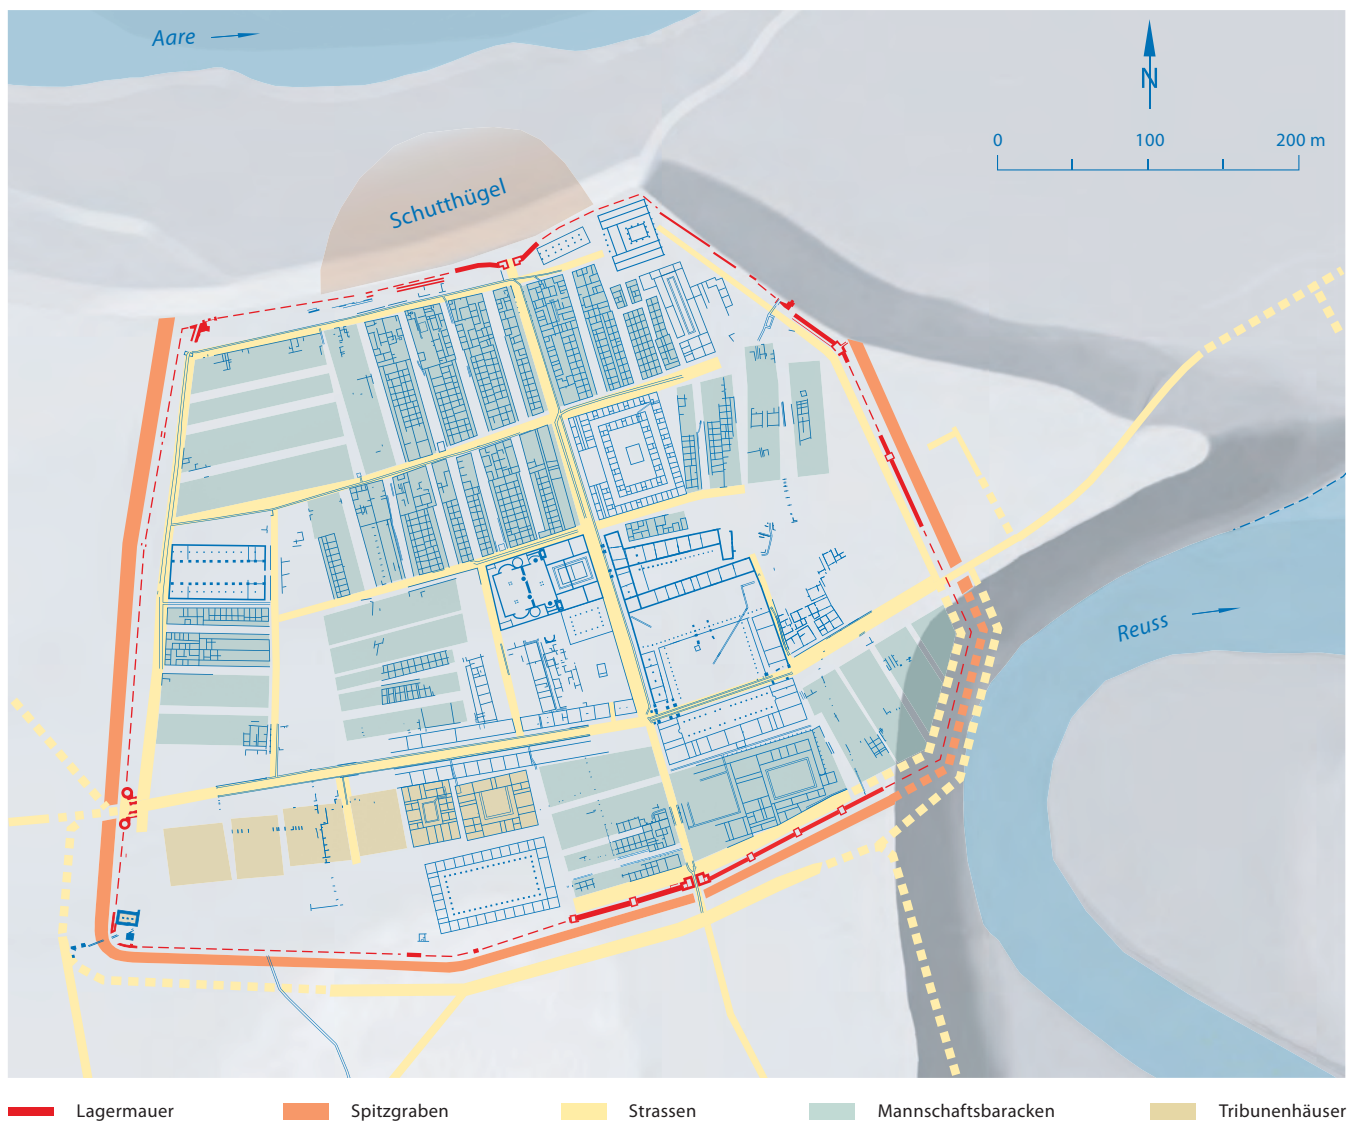 Aare
N
0 100 200 m
Schutthügel
Reuss
Lagermauer Spitzgraben Strassen Mannschaftsbaracken Tribunenhäuser